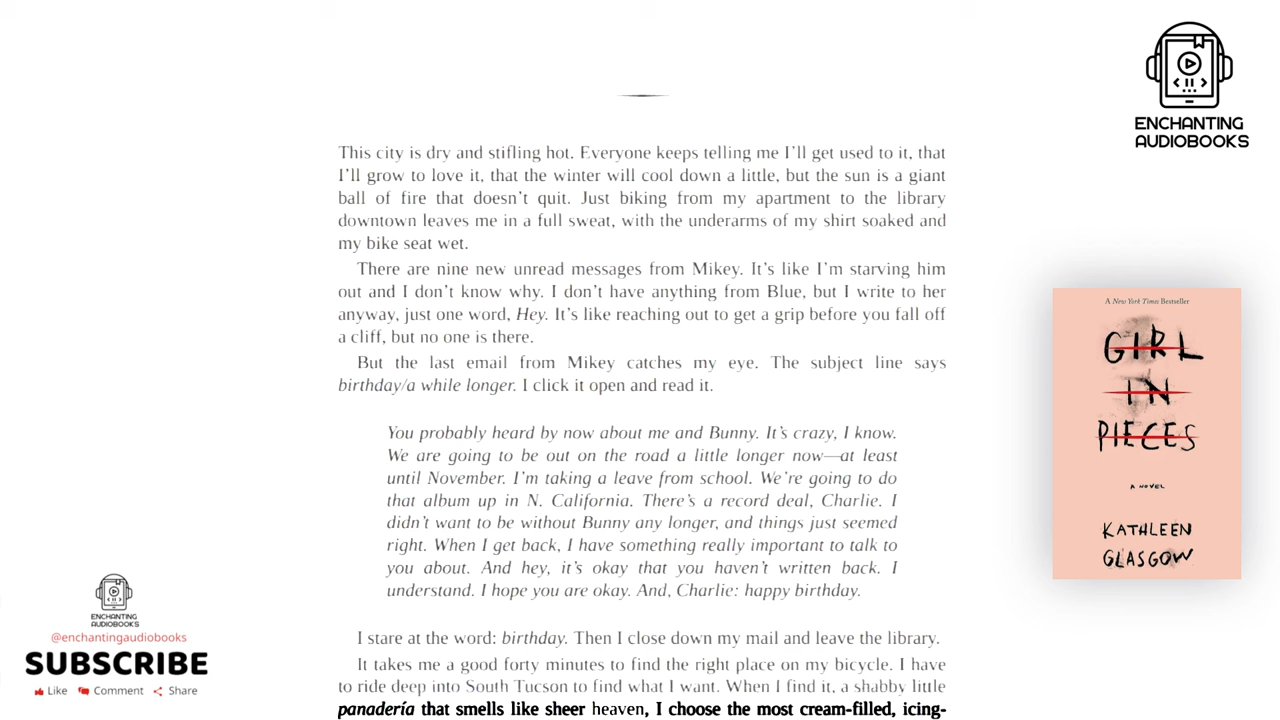 ENCHANTING
AUDIOBOOKS
This city is dry and stifling hot. Everyone keeps telling me I’ll get used to it, that
I’ll grow to love it, that the winter will cool down a little, but the sun is a giant
ball of fire that doesn’t quit. Just biking from my apartment to the library
downtown leaves me in a full sweat, with the underarms of my shirt soaked and
my bike seat wet.
There are nine new unread messages from Mikey. It’s like I’m starving him
out and I don’t know why. I don’t have anything from Blue, but I write to her
anyway, just one word, Hey. It’s like reaching out to get a grip before you fall off
a cliff, but no one is there.
But the last email from Mikey catches my eye. The subject line says
birthday/a while longer. I click it open and read it.
You probably heard by now about me and Bunny. It’s crazy, I know.
We are going to be out on the road a little longer now—at least
until November. I’m taking a leave from school. We’re going to do
that album up in N. California. There’s a record deal, Charlie. I
didn’t want to be without Bunny any longer, and things just seemed
right. When I get back, I have something really important to talk to
you about. And hey, it’s okay that you haven’t written back. I
understand. I hope you are okay. And, Charlie: happy birthday.
I stare at the word: birthday. Then I close down my mail and leave the library.
It takes me a good forty minutes to find the right place on my bicycle. I have
to ride deep into South Tucson to find what I want. When I find it, a shabby little
panadería that smells like sheer heaven, I choose the most cream-filled, icing-
A New York Times Bestseller
GIRL
IN
PIECES
A NOVEL
KATHLEEN
GLASGOW
ENCHANTING
AUDIOBOOKS
@enchantingaudiobooks
SUBSCRIBE
Like Comment Share